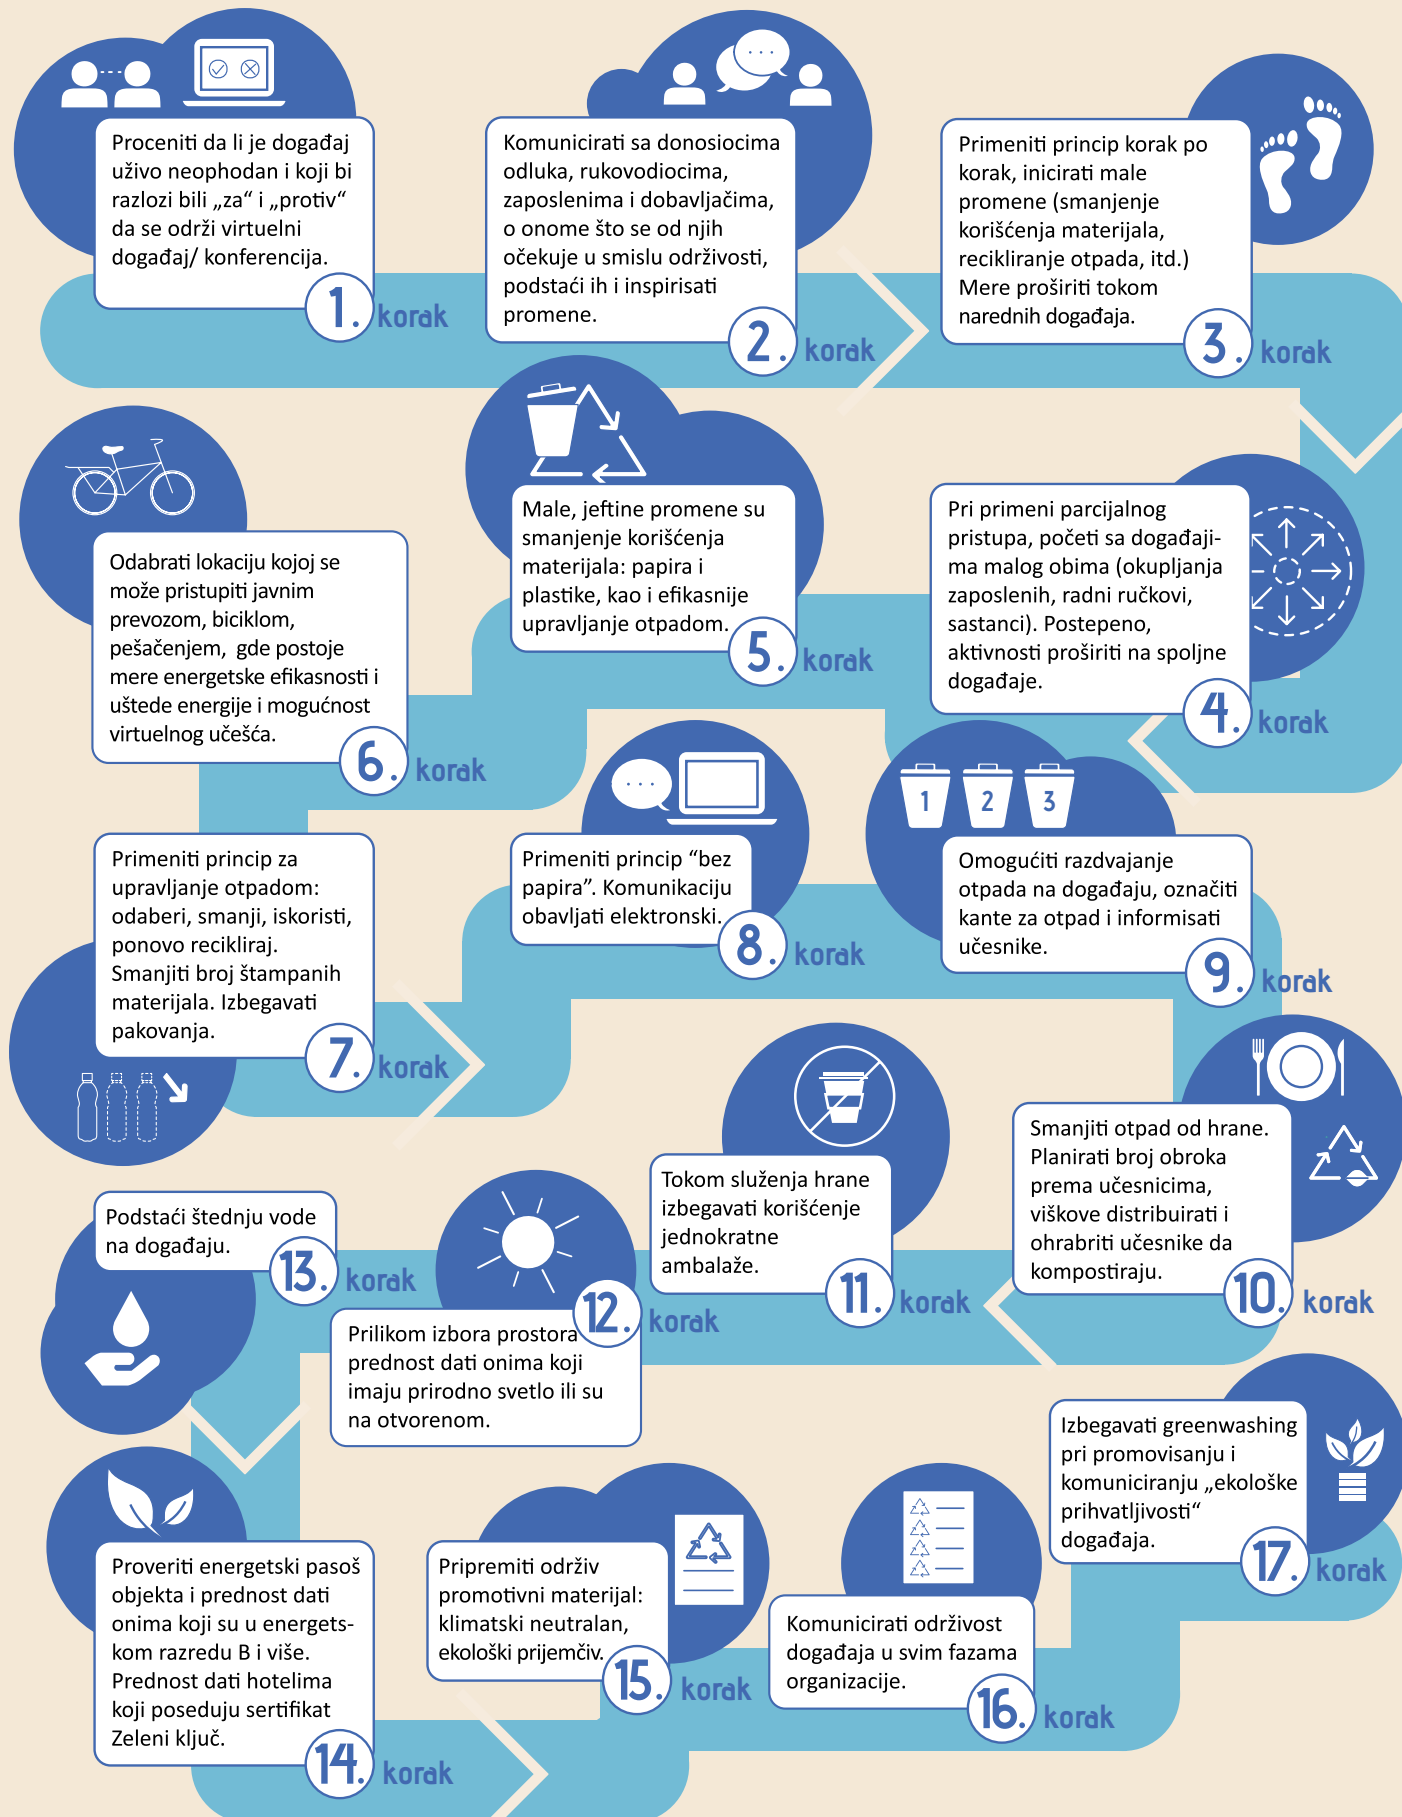 Proceniti da li je događaj
uživo neophodan i koji bi
razlozi bili „za“ i „protiv“
da se održi virtuelni
događaj/ konferencija.
1. korak
Komunicirati sa donosiocima
odluka, rukovodiocima,
zaposlenima i dobavljačima,
o onome što se od njih
očekuje u smislu održivosti,
podstaći ih i inspirisati
promene.
2. korak
Primeniti princip korak po
korak, inicirati male
promene (smanjenje
korišćenja materijala,
recikliranje otpada, itd.)
Mere proširiti tokom
narednih događaja.
3. korak
Pri primeni parcijalnog
pristupa, početi sa događaji-
ma malog obima (okupljanja
zaposlenih, radni ručkovi,
sastanci). Postepeno,
aktivnosti proširiti na spoljne
događaje.
4. korak
Male, jeftine promene su
smanjenje korišćenja
materijala: papira i
plastike, kao i efikasnije
upravljanje otpadom.
5. korak
Odabrati lokaciju kojoj se
može pristupiti javnim
prevozom, biciklom,
pešačenjem, gde postoje
mere energetske efikasnosti i
uštede energije i mogućnost
virtuelnog učešća.
6. korak
Primeniti princip za
upravljanje otpadom:
odaberi, smanji, iskoristi,
ponovo recikliraj.
Smanjiti broj štampanih
materijala. Izbegavati
pakovanja.
7. korak
Primeniti princip “bez
papira”. Komunikaciju
obavljati elektronski.
8. korak
1 2 3
Omogućiti razdvajanje
otpada na događaju, označiti
kante za otpad i informisati
učesnike.
9. korak
Smanjiti otpad od hrane.
Planirati broj obroka
prema učesnicima,
viškove distribuirati i
ohrabriti učesnike da
kompostiraju.
10. korak
Tokom služenja hrane
izbegavati korišćenje
jednokratne
ambalaže.
11. korak
12. korak
Prilikom izbora prostora
prednost dati onima koji
imaju prirodno svetlo ili su
na otvorenom.
Podstaći štednju vode
na događaju.
13. korak
Proveriti energetski pasoš
objekta i prednost dati
onima koji su u energets-
kom razredu B i više.
Prednost dati hotelima
koji poseduju sertifikat
Zeleni ključ.
14. korak
Pripremiti održiv
promotivni materijal:
klimatski neutralan,
ekološki prijemčiv.
15. korak
Komunicirati održivost
događaja u svim fazama
organizacije.
16. korak
Izbegavati greenwashing
pri promovisanju i
komuniciranju „ekološke
prihvatljivosti“
događaja.
17. korak